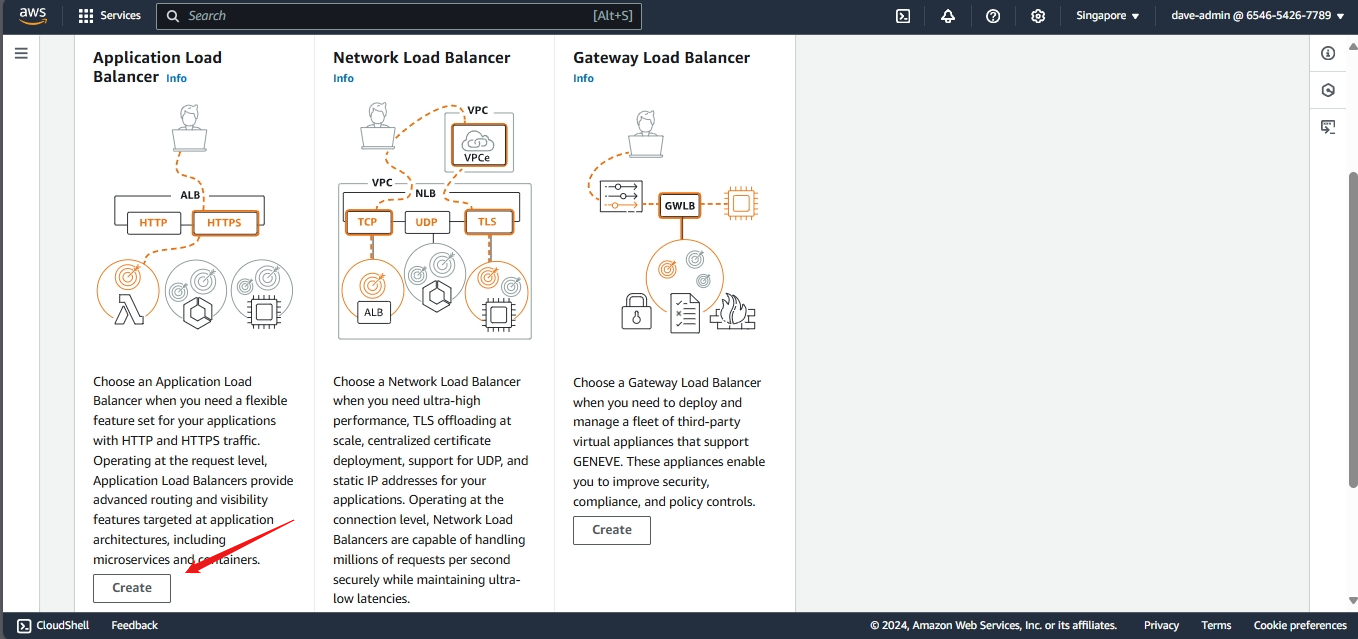 aws
Services
Search
[Alt+S]
Singapore
dave-admin @ 6546-5426-7789
Application Load
Balancer Info
ALB
HTTP
HTTPS
Choose an Application Load
Balancer when you need a flexible
feature set for your applications
with HTTP and HTTPS traffic.
Operating at the request level,
Application Load Balancers provide
advanced routing and visibility
features targeted at application
architectures, including
microservices and containers.
Create
Network Load Balancer
Info
VPC
VPCe
VPC
NLB
TCP
UDP
TLS
ALB
Choose a Network Load Balancer
when you need ultra-high
performance, TLS offloading at
scale, centralized certificate
deployment, support for UDP, and
static IP addresses for your
applications. Operating at the
connection level, Network Load
Balancers are capable of handling
millions of requests per second
securely while maintaining ultra-
low latencies.
Gateway Load Balancer
Info
GWLB
Choose a Gateway Load Balancer
when you need to deploy and
manage a fleet of third-party
virtual appliances that support
GENEVE. These appliances enable
you to improve security,
compliance, and policy controls.
Create
CloudShell
Feedback
© 2024, Amazon Web Services, Inc. or its affiliates.
Privacy
Terms
Cookie preferences